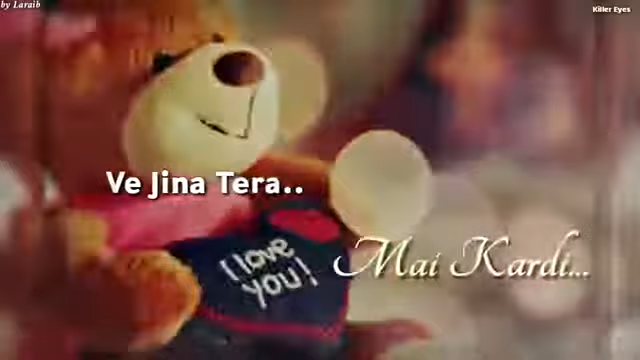 by Laraib
Killer Eyes
Ve Jina Tera..
Mai Kardi...
I love
you!